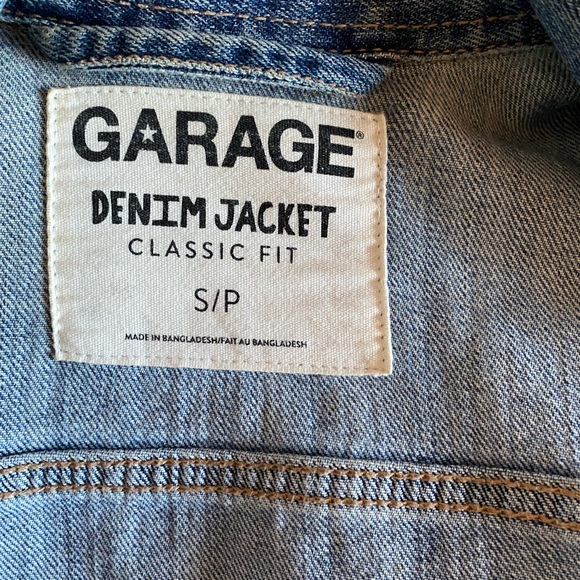 GARAGE®
DENIM JACKET
CLASSIC FIT
S/P
MADE IN BANGLADESH/FAIT AU BANGLADESH